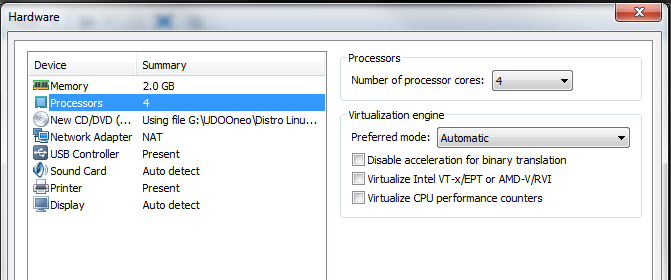 Hardware
Device Summary
Memory 2.0 GB
Processors 4
New CD/DVD (... Using file G:\UDOONeo\Distro Linu...
Network Adapter NAT
USB Controller Present
Sound Card Auto detect
Printer Present
Display Auto detect
Processors
Number of processor cores: 4
Virtualization engine
Preferred mode: Automatic
Disable acceleration for binary translation
Virtualize Intel VT-x/EPT or AMD-V/RVI
Virtualize CPU performance counters